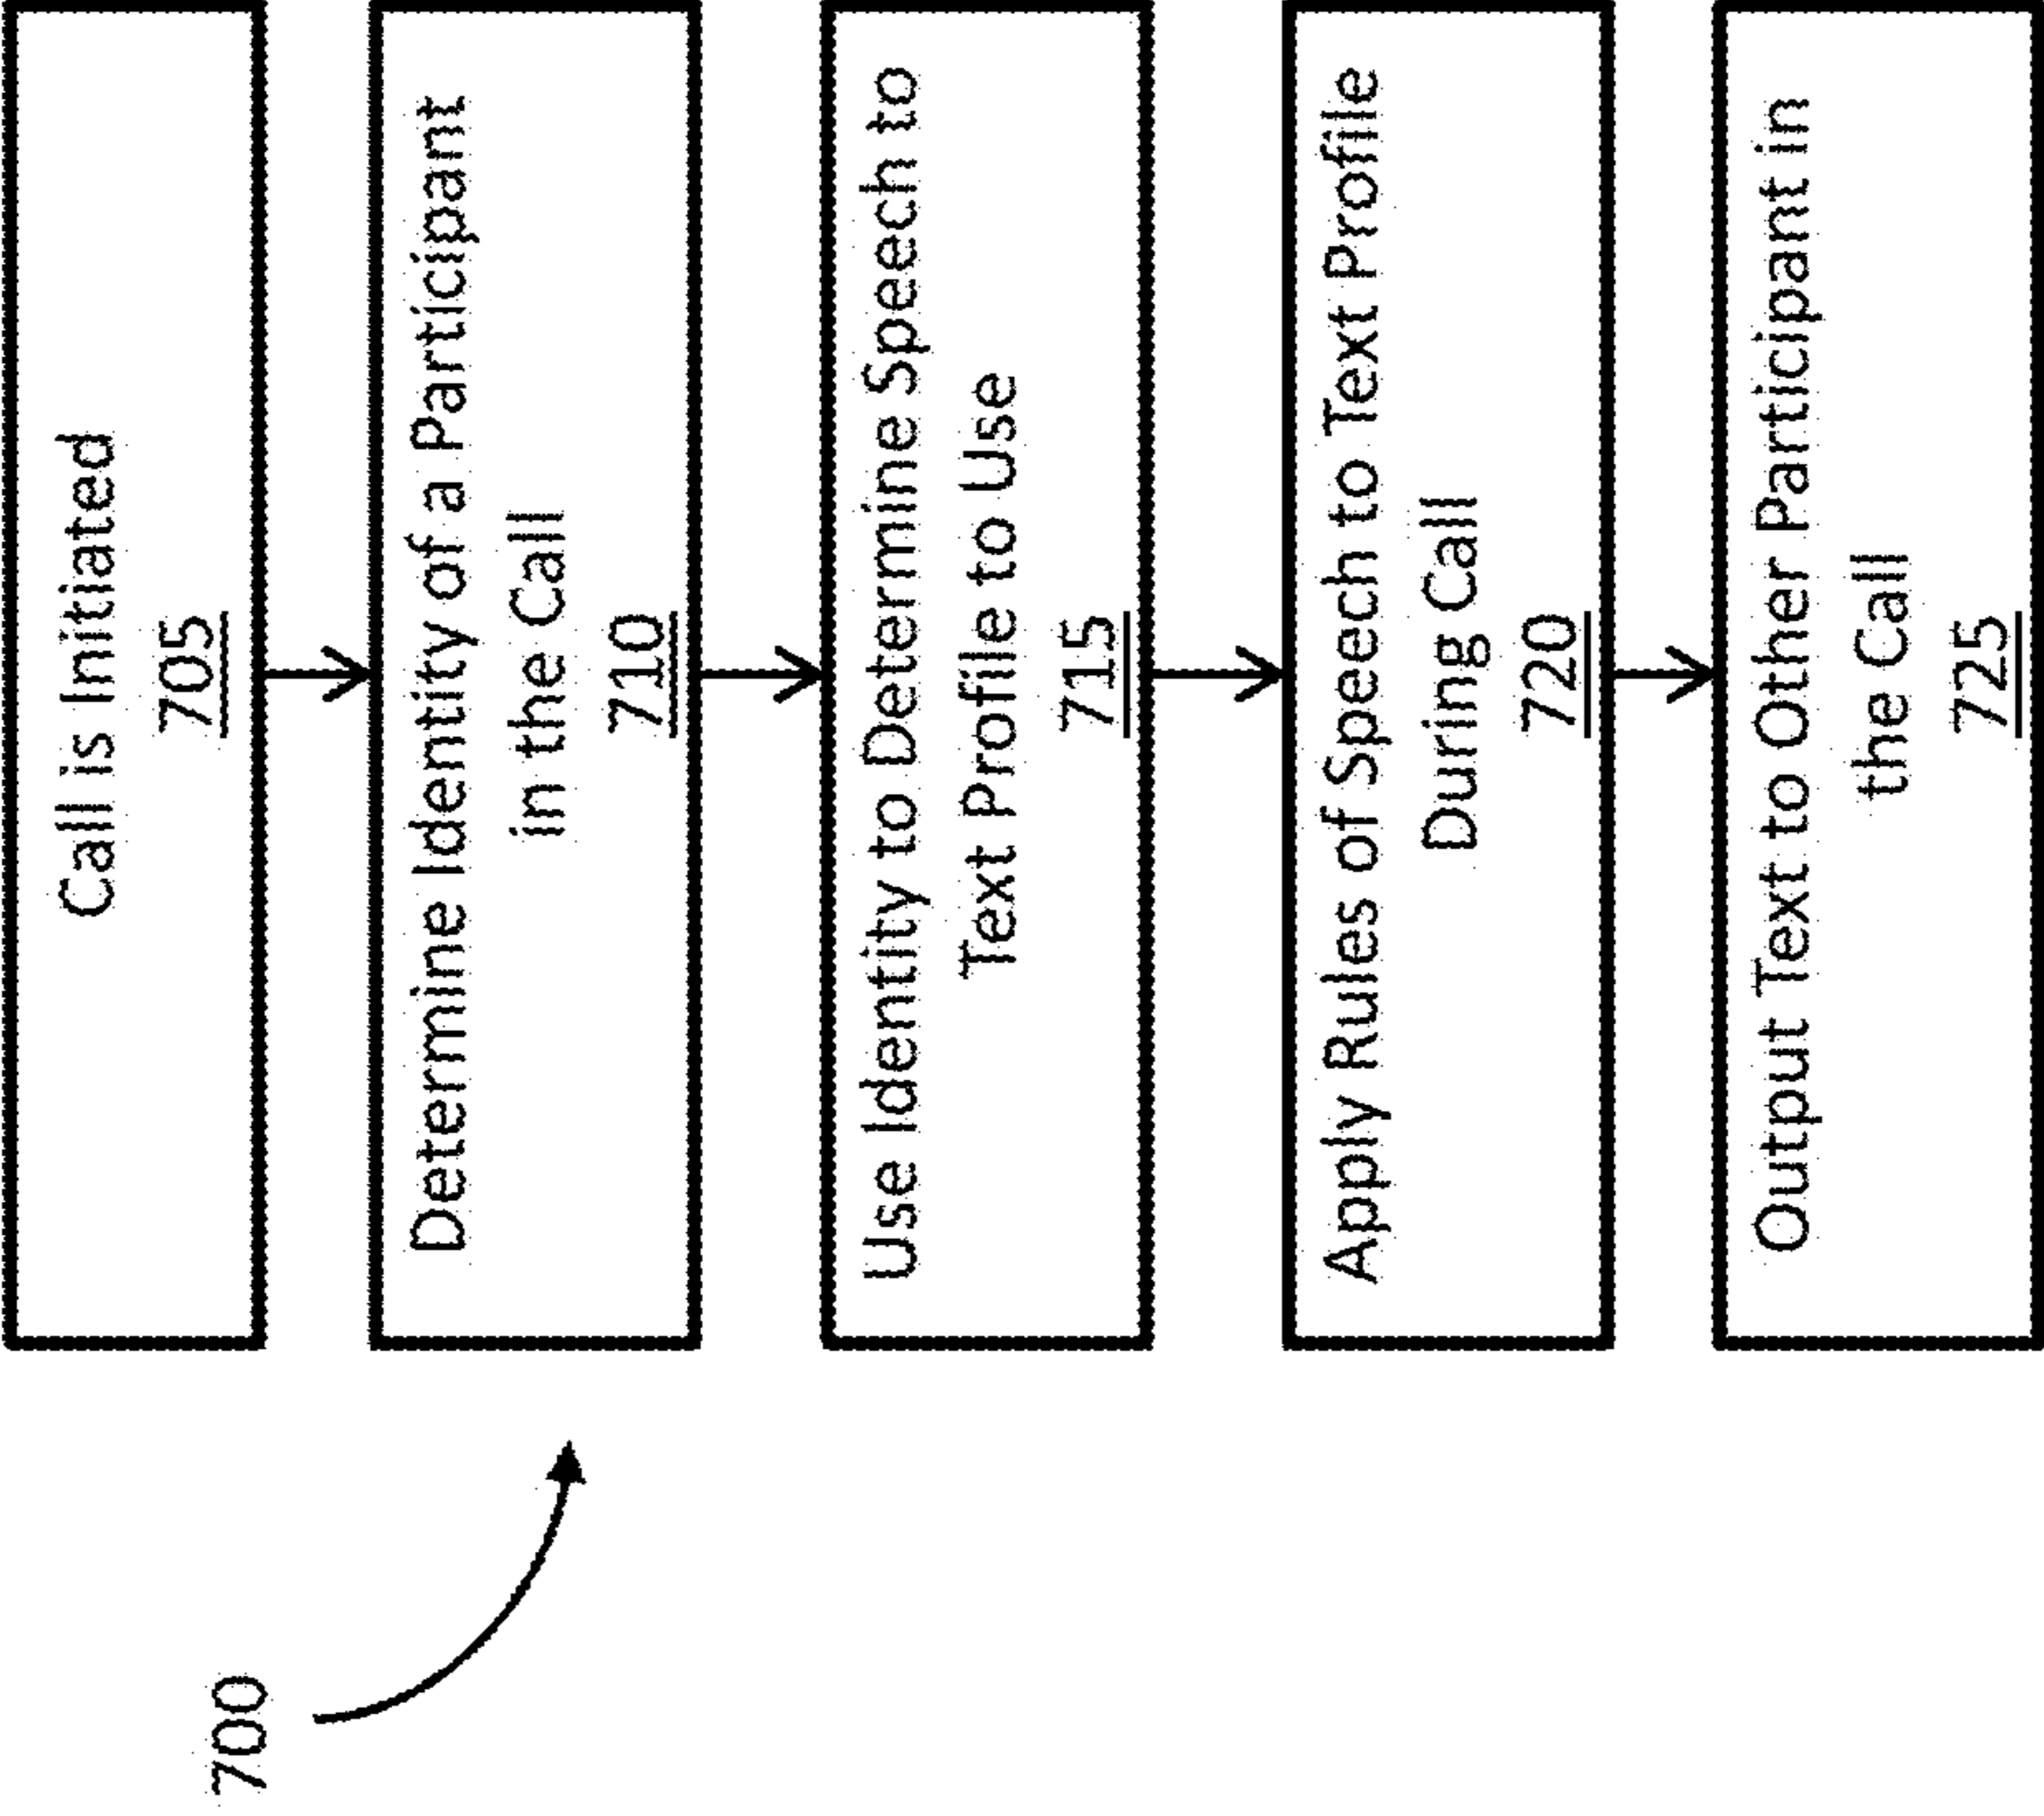 700
Call is Initiated
705
Determine Identity of a Participant
in the Call
710
Use Identity to Determine Speech to
Text Profile to Use
715
Apply Rules of Speech to Text Profile
During Call
720
Output Text to Other Participant in
the Call
725